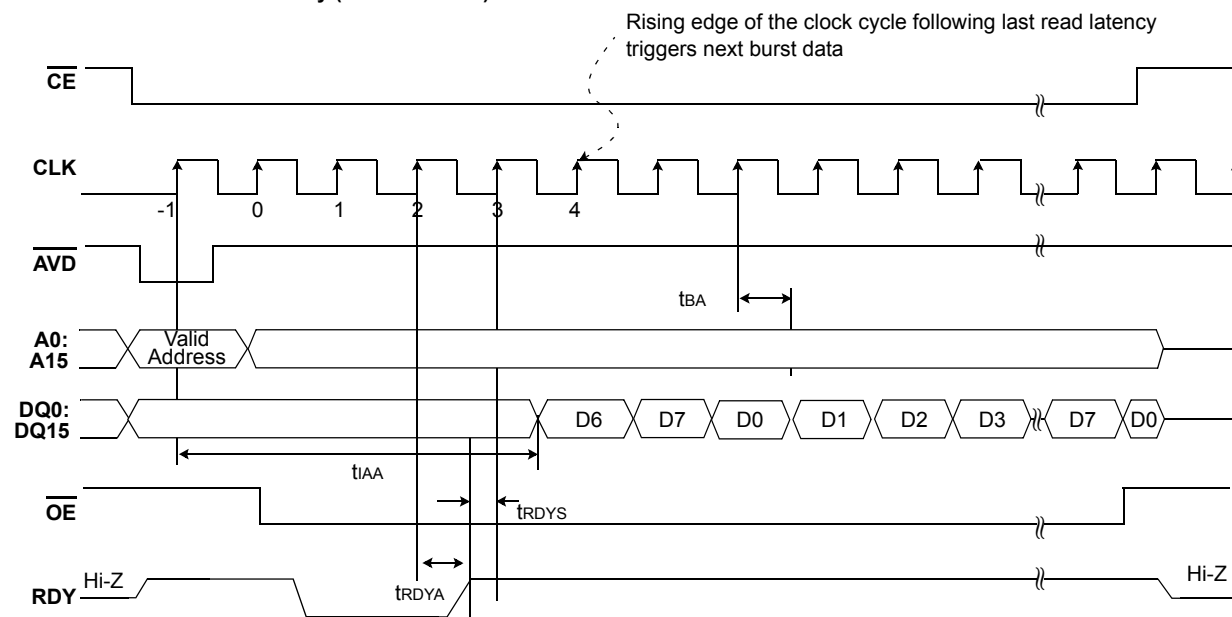 Rising edge of the clock cycle following last read latency
triggers next burst data
CE
CLK
-1 0 1 2 3 4
AVD
tBA
A0:
A15
Valid
Address
DQ0:
DQ15
D6 D7 D0 D1 D2 D3 D7 D0
tIAA
OE
tRDYS
Hi-Z
Hi-Z
RDY
tRDYA